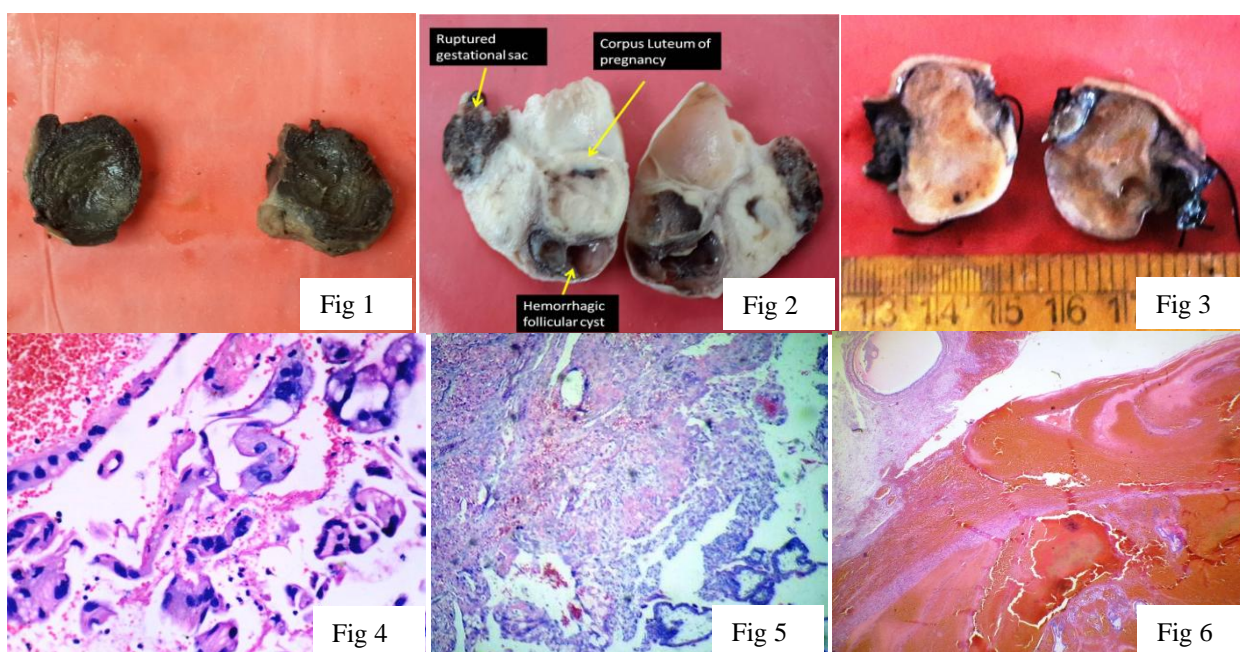 Ruptured
gestational sac
Corpus Luteum of
pregnancy
Hemorrhagic
follicular cyst
Fig 1
Fig 2
Fig 3
13 14 15 16 1
Fig 4
Fig 5
Fig 6